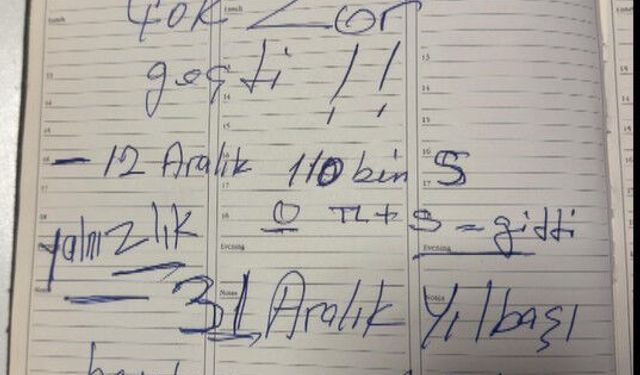 Çok Zor
geçti !!
- 12 Aralık 110 bin S
yalnızlık 0 TL + S = gitti
31 Aralık Yılbaşı